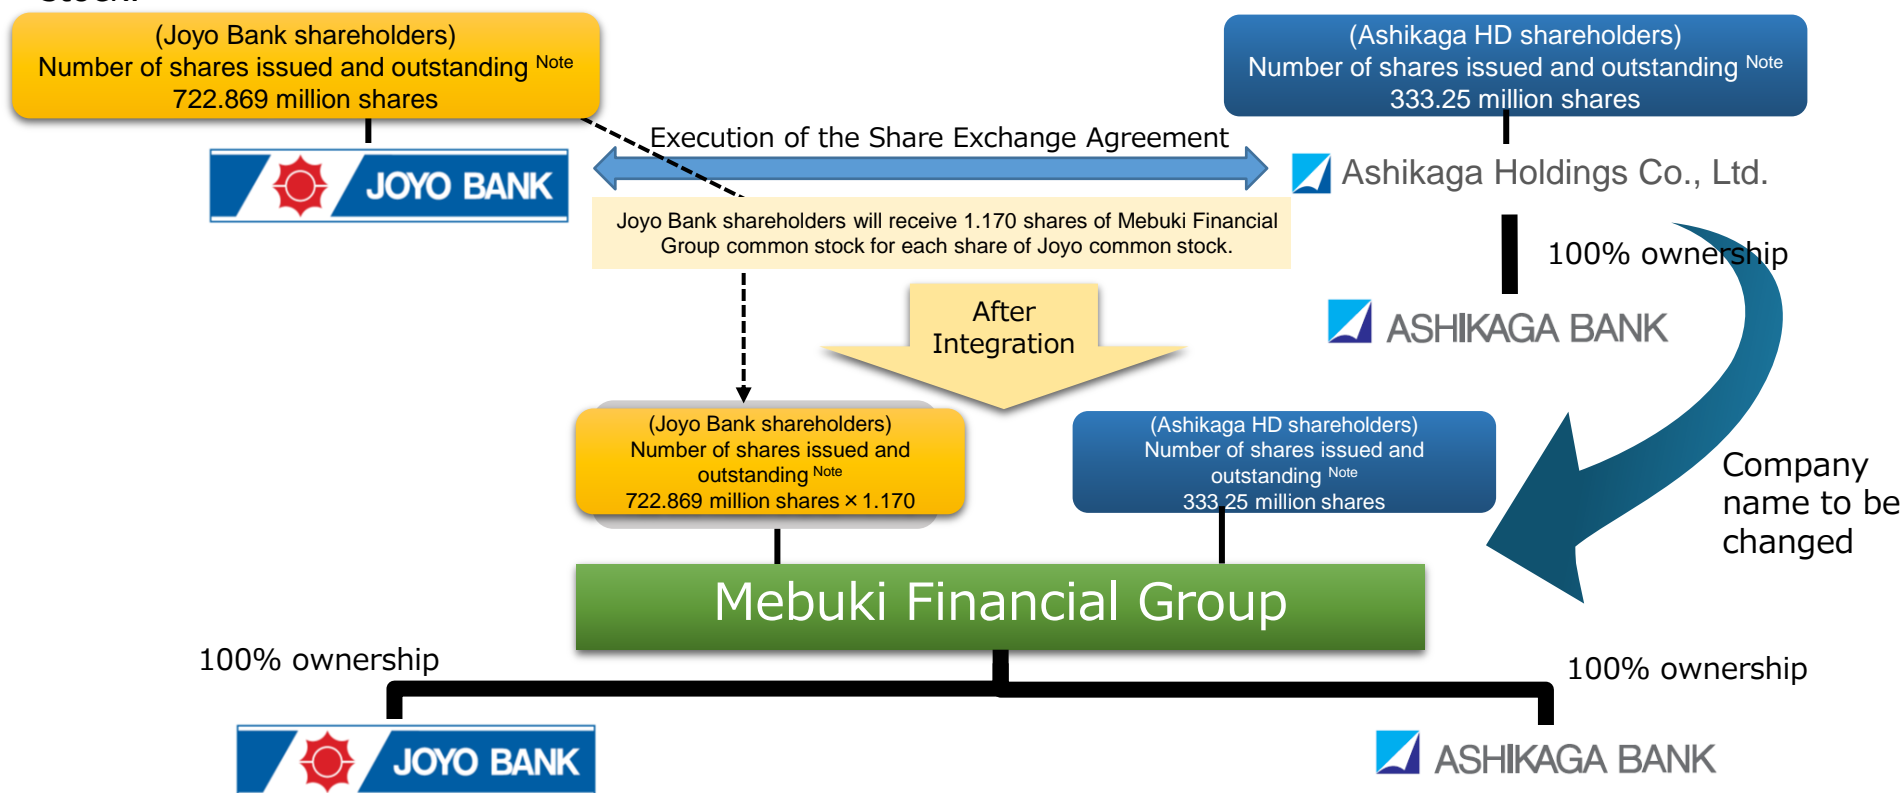 stock.
(Joyo Bank shareholders)
Number of shares issued and outstanding Note
722.869 million shares
(Ashikaga HD shareholders)
Number of shares issued and outstanding Note
333.25 million shares
Execution of the Share Exchange Agreement
JOYO BANK
Ashikaga Holdings Co., Ltd.
Joyo Bank shareholders will receive 1.170 shares of Mebuki Financial
Group common stock for each share of Joyo common stock.
100% ownership
After
Integration
ASHIKAGA BANK
(Joyo Bank shareholders)
Number of shares issued and
outstanding Note
722.869 million shares×1.170
(Ashikaga HD shareholders)
Number of shares issued and
outstanding Note
333.25 million shares
Company
name to be
changed
Mebuki Financial Group
100% ownership
100% ownership
JOYO BANK
ASHIKAGA BANK